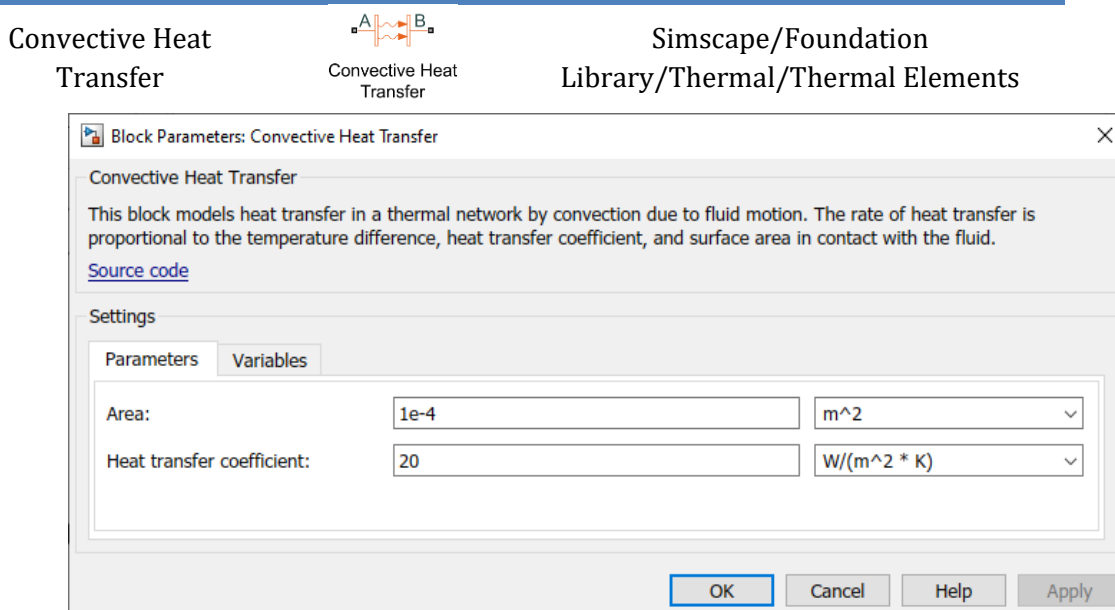 Convective Heat
Transfer
A B
Convective Heat
Transfer
Simscape/Foundation
Library/Thermal/Thermal Elements
Block Parameters: Convective Heat Transfer
Convective Heat Transfer
This block models heat transfer in a thermal network by convection due to fluid motion. The rate of heat transfer is
proportional to the temperature difference, heat transfer coefficient, and surface area in contact with the fluid.
Source code
Settings
Parameters Variables
Area: 1e-4 m^2
Heat transfer coefficient: 20 W/(m^2 * K)
OK Cancel Help Apply